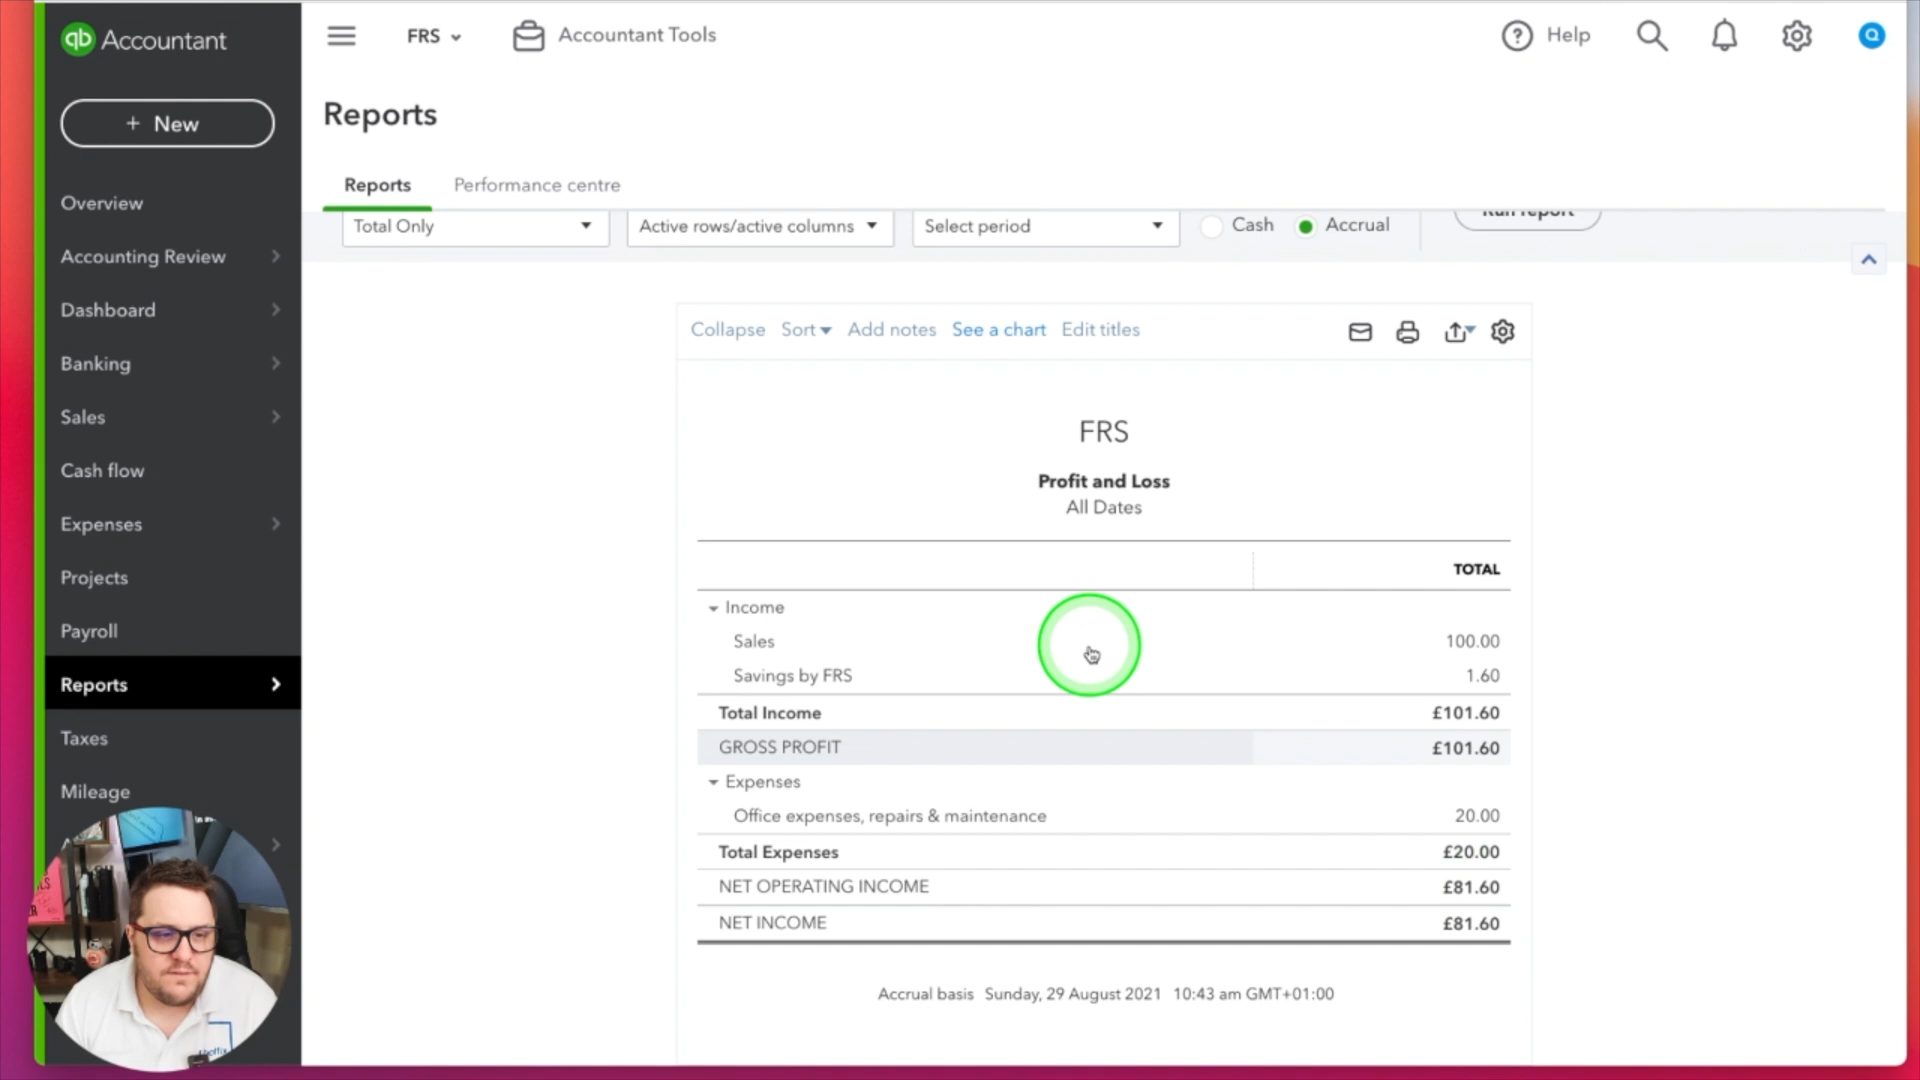 qb Accountant
FRS
Accountant Tools
Help
Q
+ New
Reports
Reports
Performance centre
Total Only
Active rows/active columns
Select period
Cash
Accrual
Run report
Overview
Accounting Review
Dashboard
Banking
Sales
Cash flow
Expenses
Projects
Payroll
Reports
Taxes
Mileage
Collapse Sort Add notes See a chart Edit titles
FRS
Profit and Loss
All Dates
TOTAL
Income
Sales 100.00
Savings by FRS 1.60
Total Income £101.60
GROSS PROFIT £101.60
Expenses
Office expenses, repairs & maintenance 20.00
Total Expenses £20.00
NET OPERATING INCOME £81.60
NET INCOME £81.60
Accrual basis Sunday, 29 August 2021 10:43 am GMT+01:00